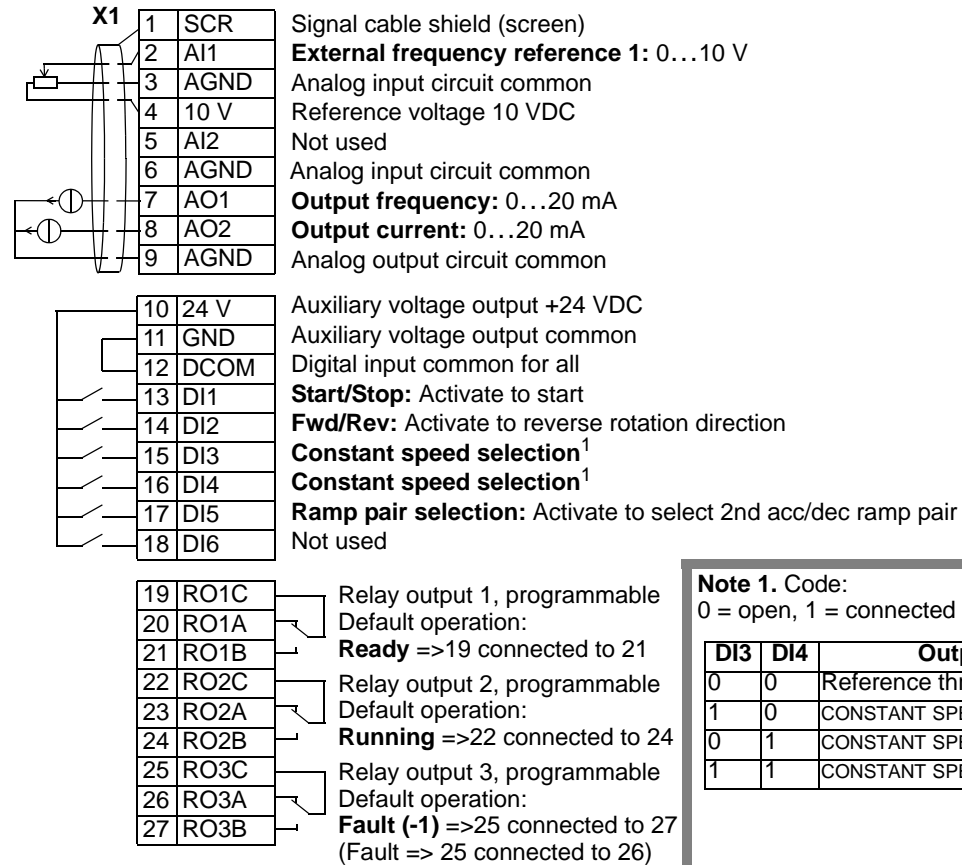 X1
1 SCR Signal cable shield (screen)
2 AI1 External frequency reference 1: 0…10 V
3 AGND Analog input circuit common
4 10 V Reference voltage 10 VDC
5 AI2 Not used
6 AGND Analog input circuit common
7 AO1 Output frequency: 0…20 mA
8 AO2 Output current: 0…20 mA
9 AGND Analog output circuit common
10 24 V Auxiliary voltage output +24 VDC
11 GND Auxiliary voltage output common
12 DCOM Digital input common for all
13 DI1 Start/Stop: Activate to start
14 DI2 Fwd/Rev: Activate to reverse rotation direction
15 DI3 Constant speed selection1
16 DI4 Constant speed selection1
17 DI5 Ramp pair selection: Activate to select 2nd acc/dec ramp pair
18 DI6 Not used
19 RO1C Relay output 1, programmable
20 RO1A Default operation:
21 RO1B Ready =>19 connected to 21
22 RO2C Relay output 2, programmable
23 RO2A Default operation:
24 RO2B Running =>22 connected to 24
25 RO3C Relay output 3, programmable
26 RO3A Default operation:
27 RO3B Fault (-1) =>25 connected to 27
(Fault => 25 connected to 26)
Note 1. Code:
0 = open, 1 = connected
DI3 DI4
0 0 Reference
1 0 CONSTANT
0 1 CONSTANT
1 1 CONSTANT